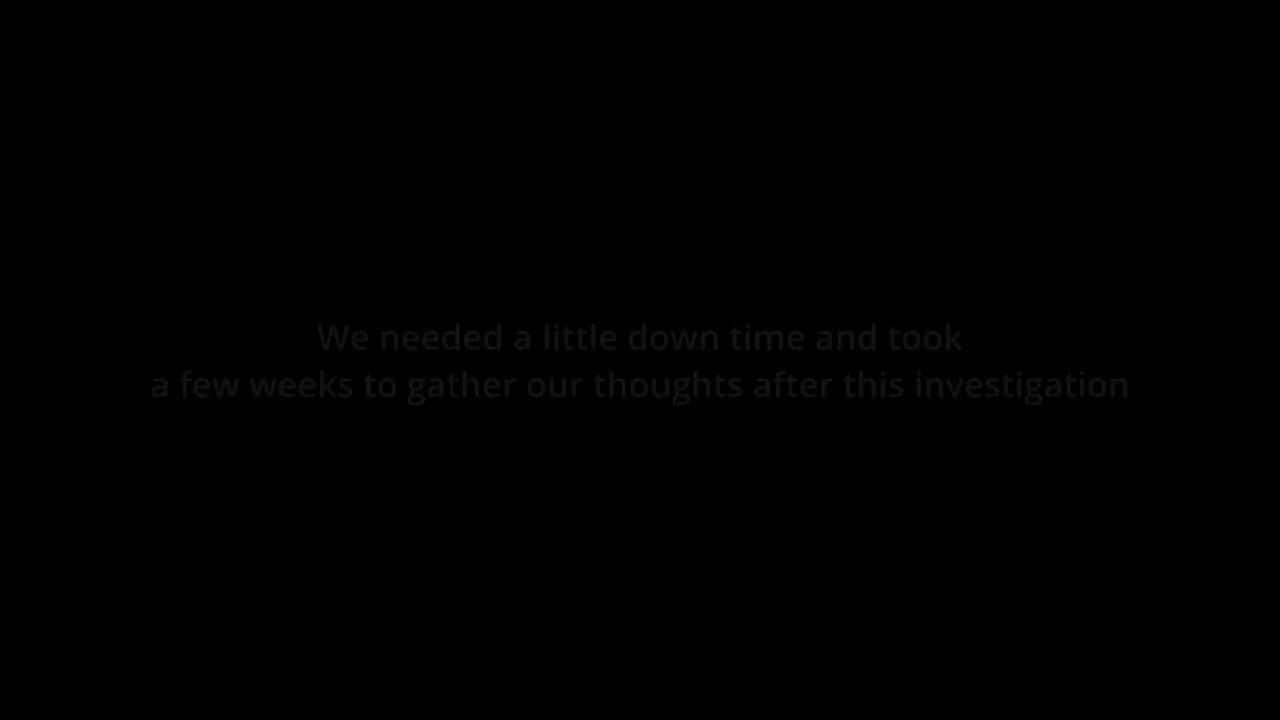 We needed a little down time and took
a few weeks to gather our thoughts after this investigation